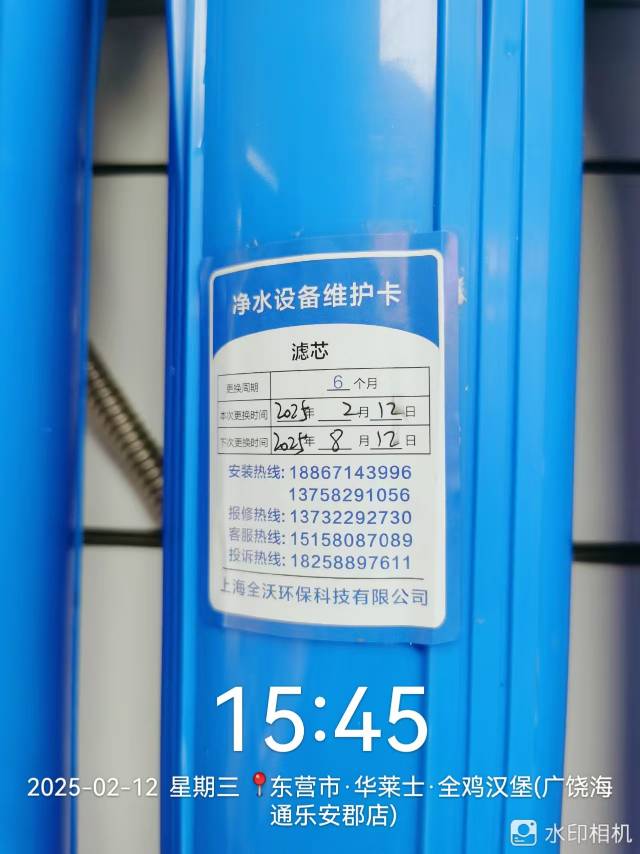 净水设备维护卡
滤芯
更换周期 6 个月
本次更换时间 2025年 2月 12日
下次更换时间 2025年 8月 12日
安装热线: 18867143996
13758291056
报修热线: 13732292730
客服热线: 15158087089
投诉热线: 18258897611
上海全沃环保科技有限公司
15:45
2025-02-12 星期三 东营市·华莱士·全鸡汉堡(广饶海
通乐安郡店)
水印相机